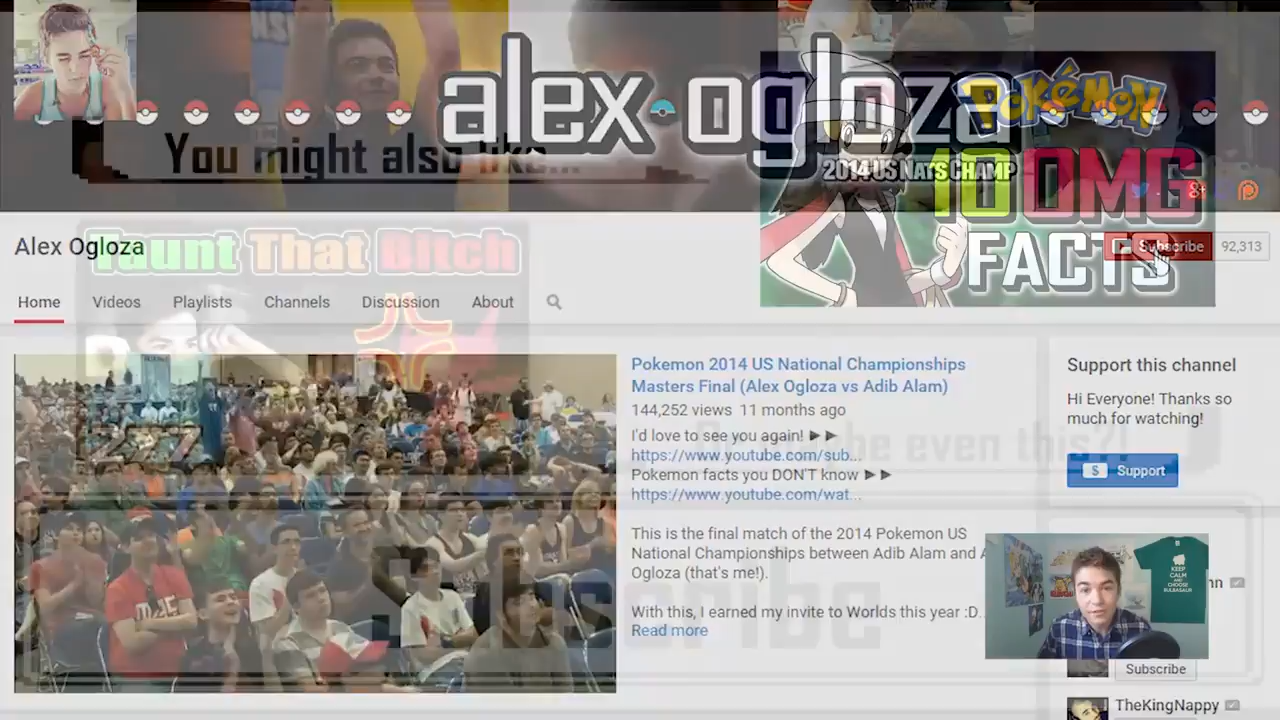 alex ogloza
You might also like...
POKÉMON
2014 US NATS CHAMP
10 OMG
FACTS
Alex Ogloza
Subscribe 92,313
Taunt That Bitch
Home Videos Playlists Channels Discussion About
Pokemon 2014 US National Championships
Masters Final (Alex Ogloza vs Adib Alam)
144,252 views 11 months ago
I'd love to see you again! ►►
https://www.youtube.com/sub...
Pokemon facts you DON'T know ►►
https://www.youtube.com/wat...
This is the final match of the 2014 Pokemon US
National Championships between Adib Alam and A
Ogloza (that's me!).
With this, I earned my invite to Worlds this year :D.
Read more
Support this channel
Hi Everyone! Thanks so
much for watching!
$ Support
maybe even this?!
Subscribe
KEEP
CALM
AND
CHOOSE
BULBASAUR
Subscribe
TheKingNappy